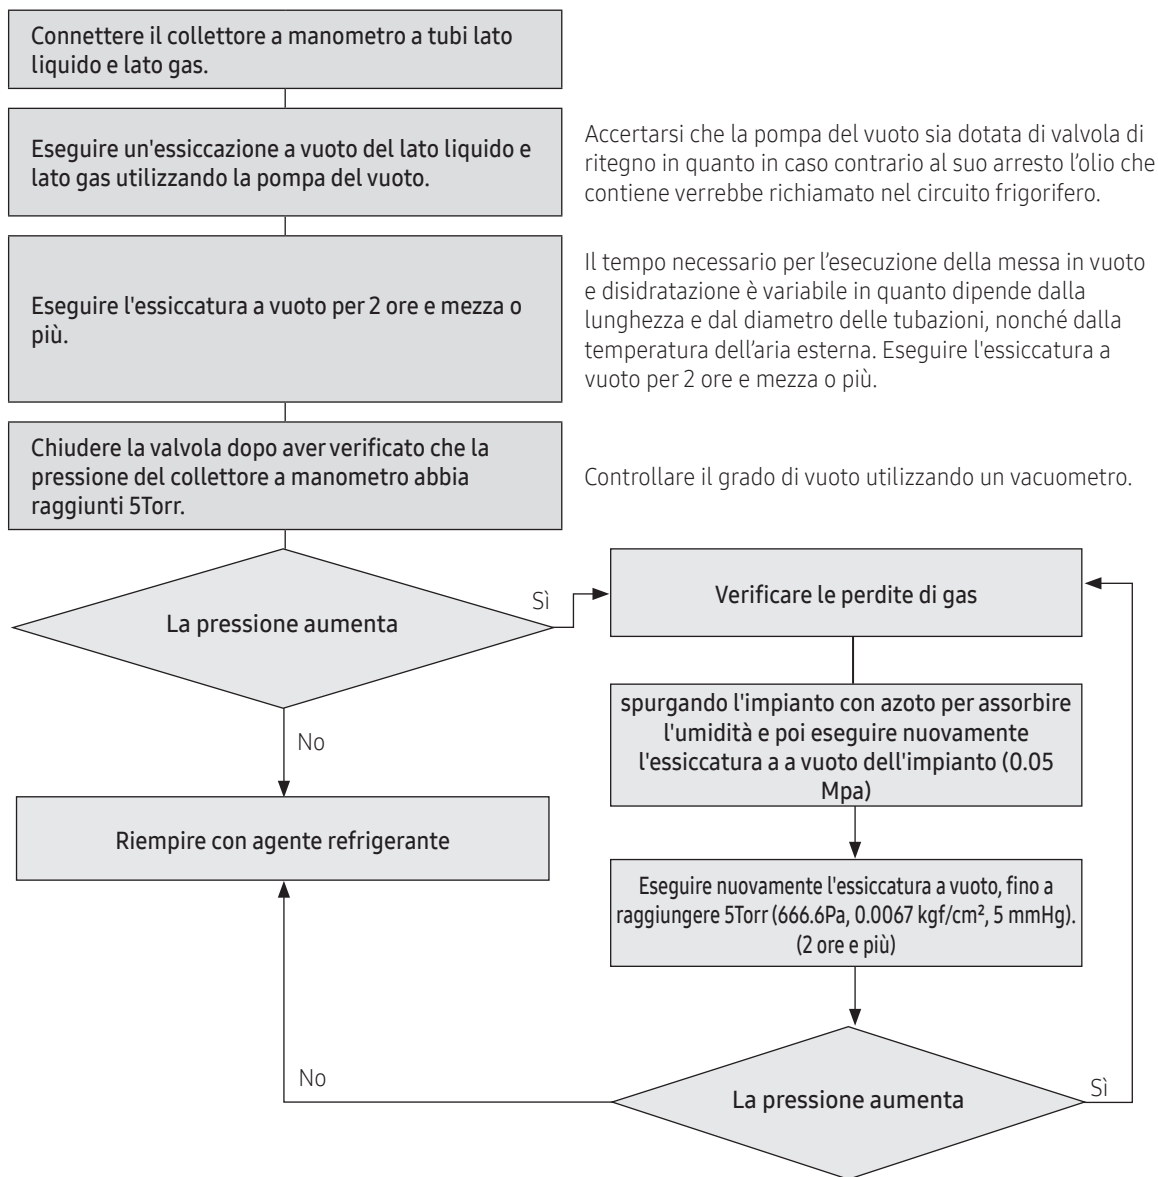 Connettere il collettore a manometro a tubi lato
liquido e lato gas.
Eseguire un'essiccazione a vuoto del lato liquido e
lato gas utilizzando la pompa del vuoto.
Accertarsi che la pompa del vuoto sia dotata di valvola di
ritegno in quanto in caso contrario al suo arresto l'olio che
contiene verrebbe richiamato nel circuito frigorifero.
Eseguire l'essiccatura a vuoto per 2 ore e mezza o
più.
Il tempo necessario per l'esecuzione della messa in vuoto
e disidratazione è variabile in quanto dipende dalla
lunghezza e dal diametro delle tubazioni, nonché dalla
temperatura dell'aria esterna. Eseguire l'essiccatura a
vuoto per 2 ore e mezza o più.
Chiudere la valvola dopo aver verificato che la
pressione del collettore a manometro abbia
raggiunti 5Torr.
Controllare il grado di vuoto utilizzando un vacuometro.
La pressione aumenta
Sì
Verificare le perdite di gas
No
spurgando l'impianto con azoto per assorbire
l'umidità e poi eseguire nuovamente
l'essiccatura a a vuoto dell'impianto (0.05
Mpa)
Riempire con agente refrigerante
Eseguire nuovamente l'essiccatura a vuoto, fino a
raggiungere 5Torr (666.6Pa, 0.0067 kgf/cm², 5 mmHg).
(2 ore e più)
No
La pressione aumenta
Sì